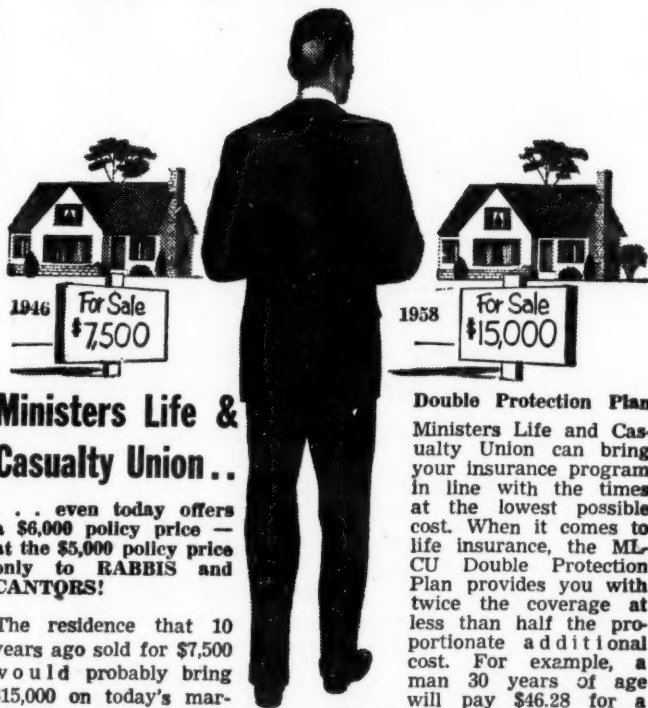 1946
For Sale
$7,500
1958
For Sale
$15,000
Ministers Life &
Casualty Union..
. . even today offers
a $6,000 policy price —
at the $5,000 policy price
only to RABBIS and
CANTORS!
The residence that 10
years ago sold for $7,500
would probably bring
$15,000 on today's mar-
Double Protection Plan
Ministers Life and Cas-
ualty Union can bring
your insurance program
in line with the times
at the lowest possible
cost. When it comes to
life insurance, the ML-
CU Double Protection
Plan provides you with
twice the coverage at
less than half the pro-
portionate additional
cost. For example, a
man 30 years of age
will pay $46.28 for a